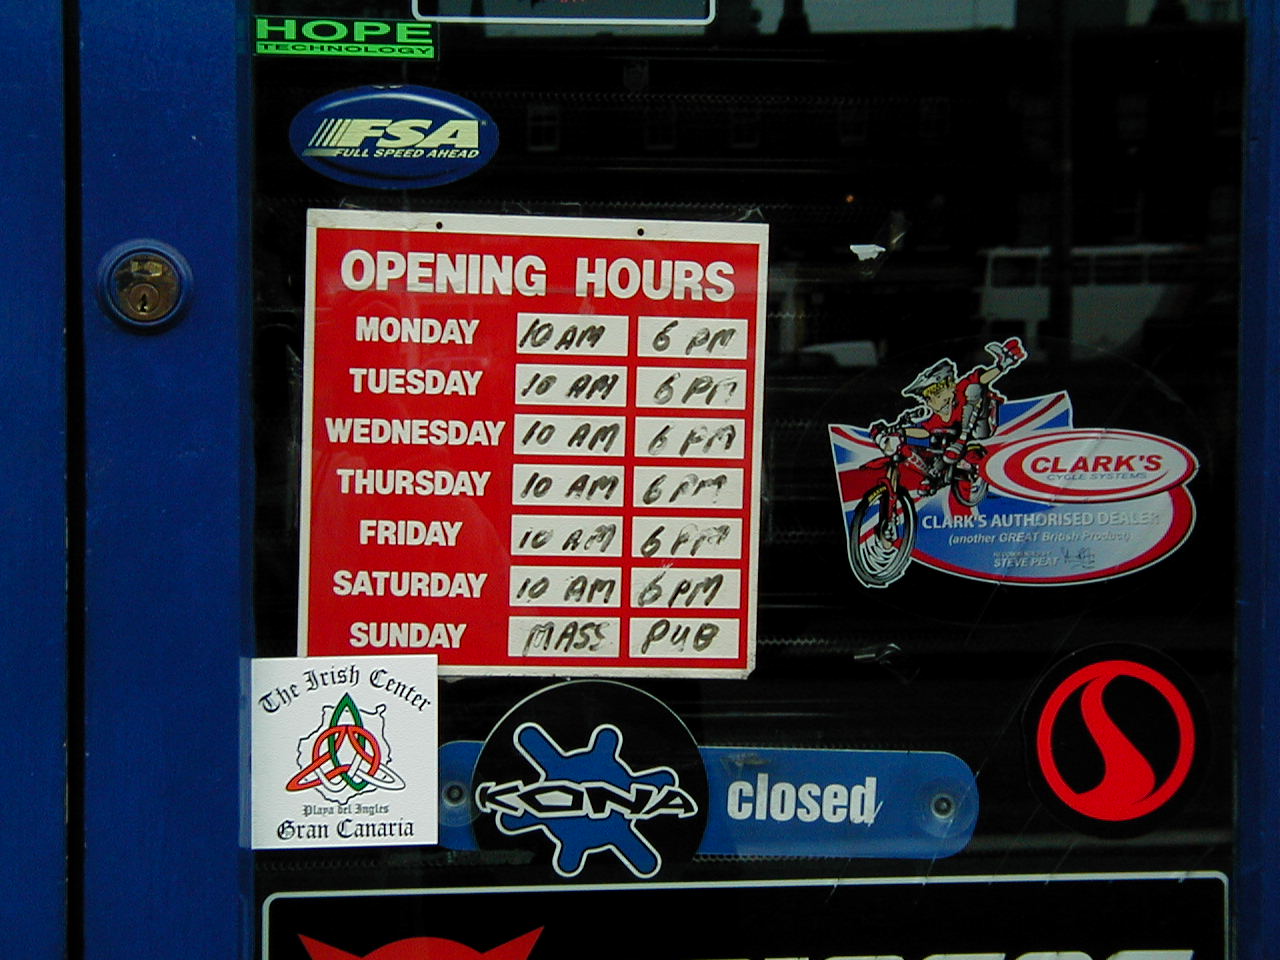 HOPE
TECHNOLOGY
FSA
FULL SPEED AHEAD
OPENING HOURS
MONDAY 10 AM 6 PM
TUESDAY 10 AM 6 PM
WEDNESDAY 10 AM 6 PM
THURSDAY 10 AM 6 PM
FRIDAY 10 AM 6 PM
SATURDAY 10 AM 6 PM
SUNDAY MASS PUB
CLARK'S
CYCLE SYSTEMS
CLARK'S AUTHORISED DEALER
(another GREAT British Product)
STEVE PEAT
The Irish Center
Playa del Ingles
Gran Canaria
KONA
closed